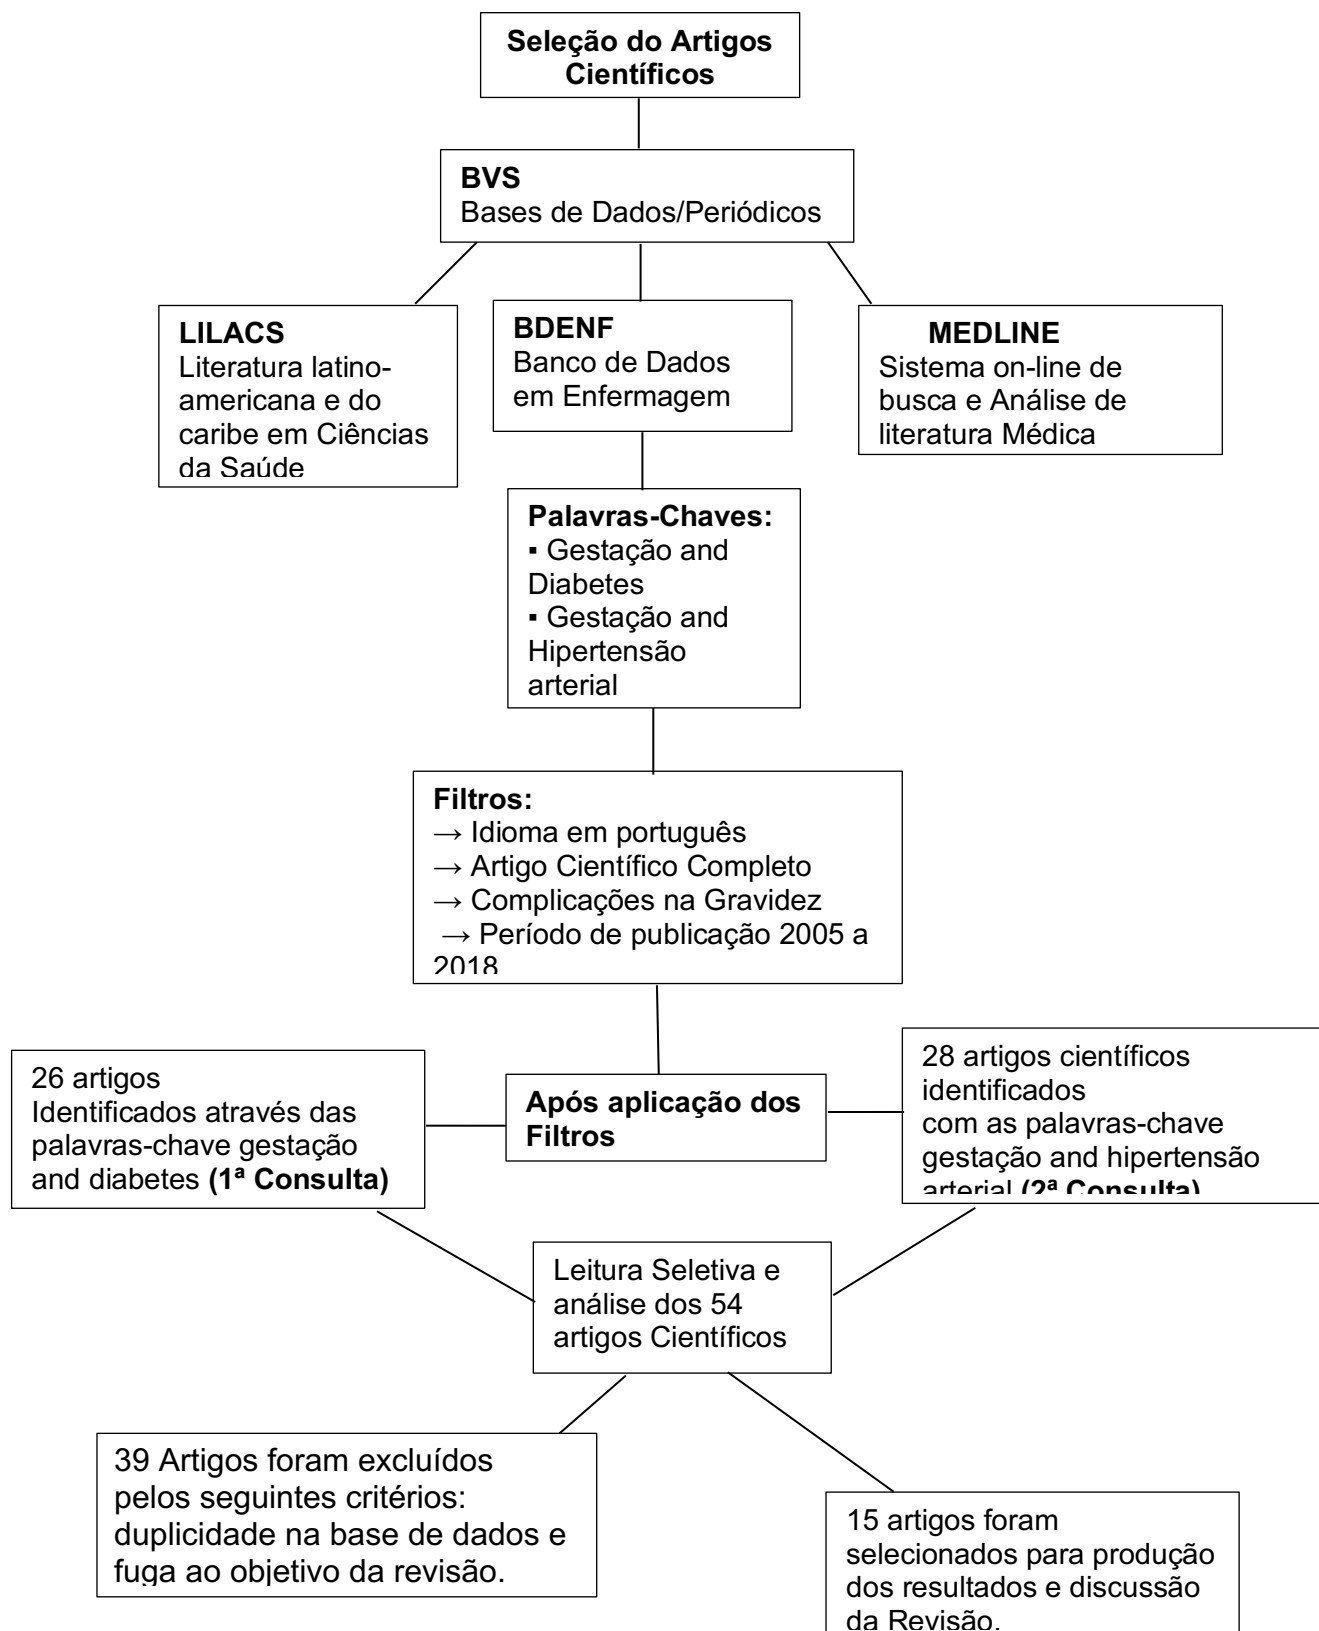 Seleção do Artigos
Científicos
BVS
Bases de Dados/Periódicos
LILACS
Literatura latino-
americana e do
caribe em Ciências
da Saúde
BDENF
Banco de Dados
em Enfermagem
MEDLINE
Sistema on-line de
busca e Análise de
literatura Médica
Palavras-Chaves:
▪ Gestação and
Diabetes
▪ Gestação and
Hipertensão
arterial
Filtros:
→ Idioma em português
→ Artigo Científico Completo
→ Complicações na Gravidez
→ Período de publicação 2005 a
2018
26 artigos
Identificados através das
palavras-chave gestação
and diabetes (1ª Consulta)
Após aplicação dos
Filtros
28 artigos científicos
identificados
com as palavras-chave
gestação and hipertensão
arterial (2ª Consulta)
Leitura Seletiva e
análise dos 54
artigos Científicos
39 Artigos foram excluídos
pelos seguintes critérios:
duplicidade na base de dados e
fuga ao objetivo da revisão.
15 artigos foram
selecionados para produção
dos resultados e discussão
da Revisão.